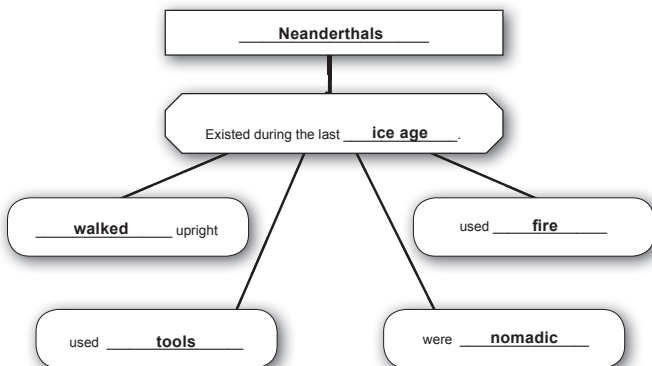 Neanderthals
Existed during the last ice age.
walked upright
used fire
used tools
were nomadic